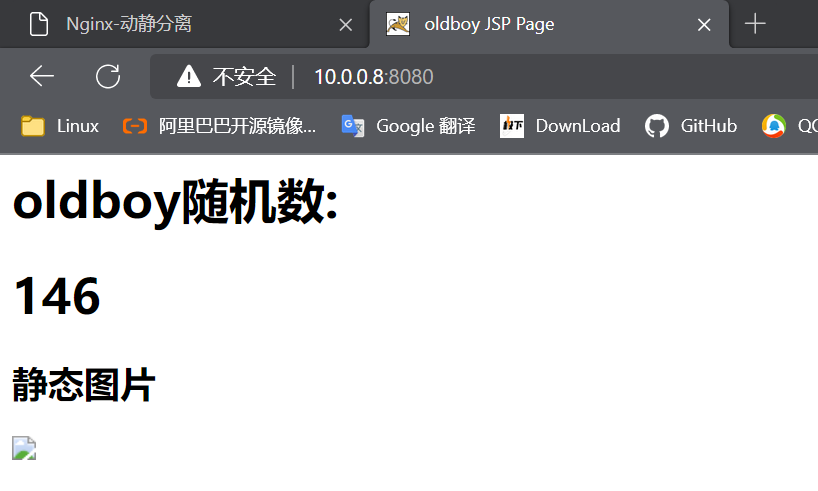 Nginx-动静分离
oldboy JSP Page
不安全 10.0.0.8:8080
Linux 阿里巴巴开源镜像... Google 翻译 DownLoad GitHub
oldboy随机数:
146
静态图片